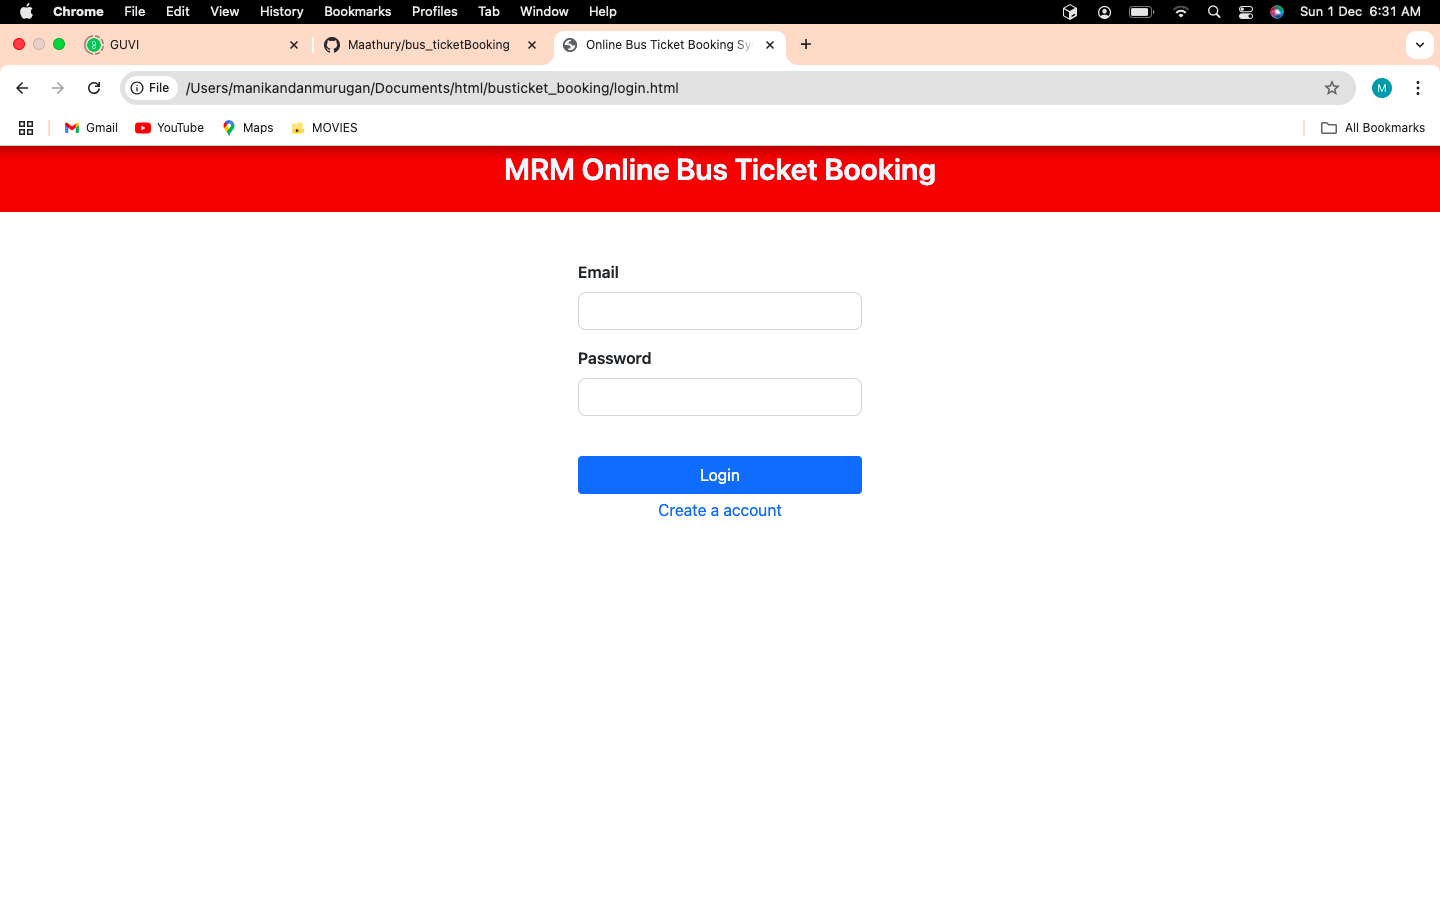 Chrome File Edit View History Bookmarks Profiles Tab Window Help Sun 1 Dec 6:31 AM
GUVI Maathury/bus_ticketBooking Online Bus Ticket Booking Sy
File /Users/manikandanmurugan/Documents/html/busticket_booking/login.html M
Gmail YouTube Maps MOVIES All Bookmarks
MRM Online Bus Ticket Booking
Email
Password
Login
Create a account